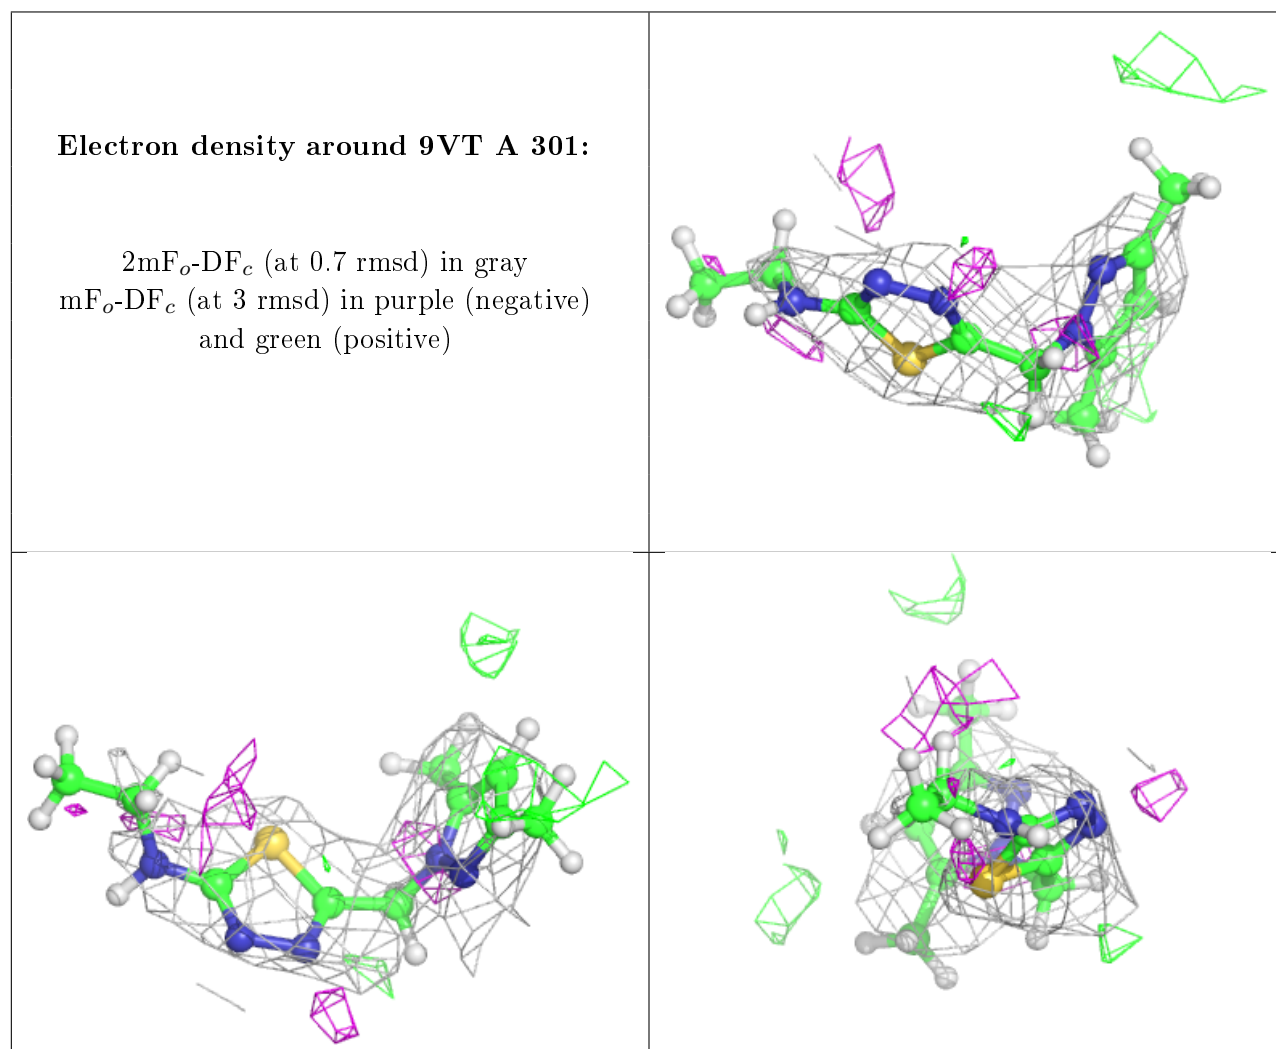 Electron density around 9VT A 301:
2mFo-DFc (at 0.7 rmsd) in gray
mFo-DFc (at 3 rmsd) in purple (negative)
and green (positive)